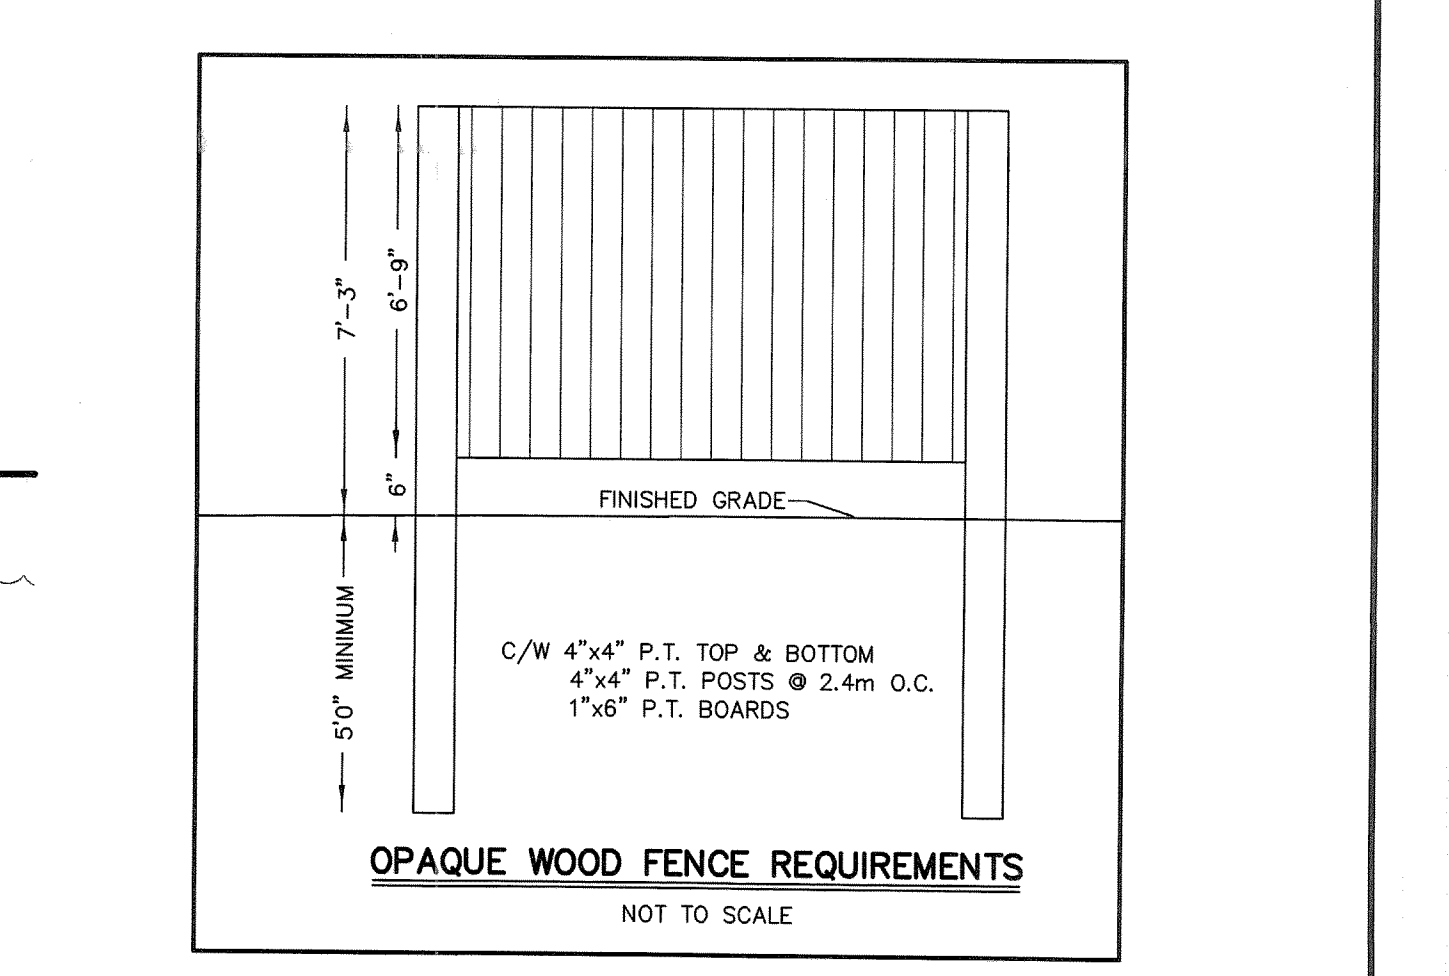 7'-3"
6'-9"
6"
FINISHED GRADE
5'0" MINIMUM
C/W 4"x4" P.T. TOP & BOTTOM
4"x4" P.T. POSTS @ 2.4m O.C.
1"x6" P.T. BOARDS
OPAQUE WOOD FENCE REQUIREMENTS
NOT TO SCALE